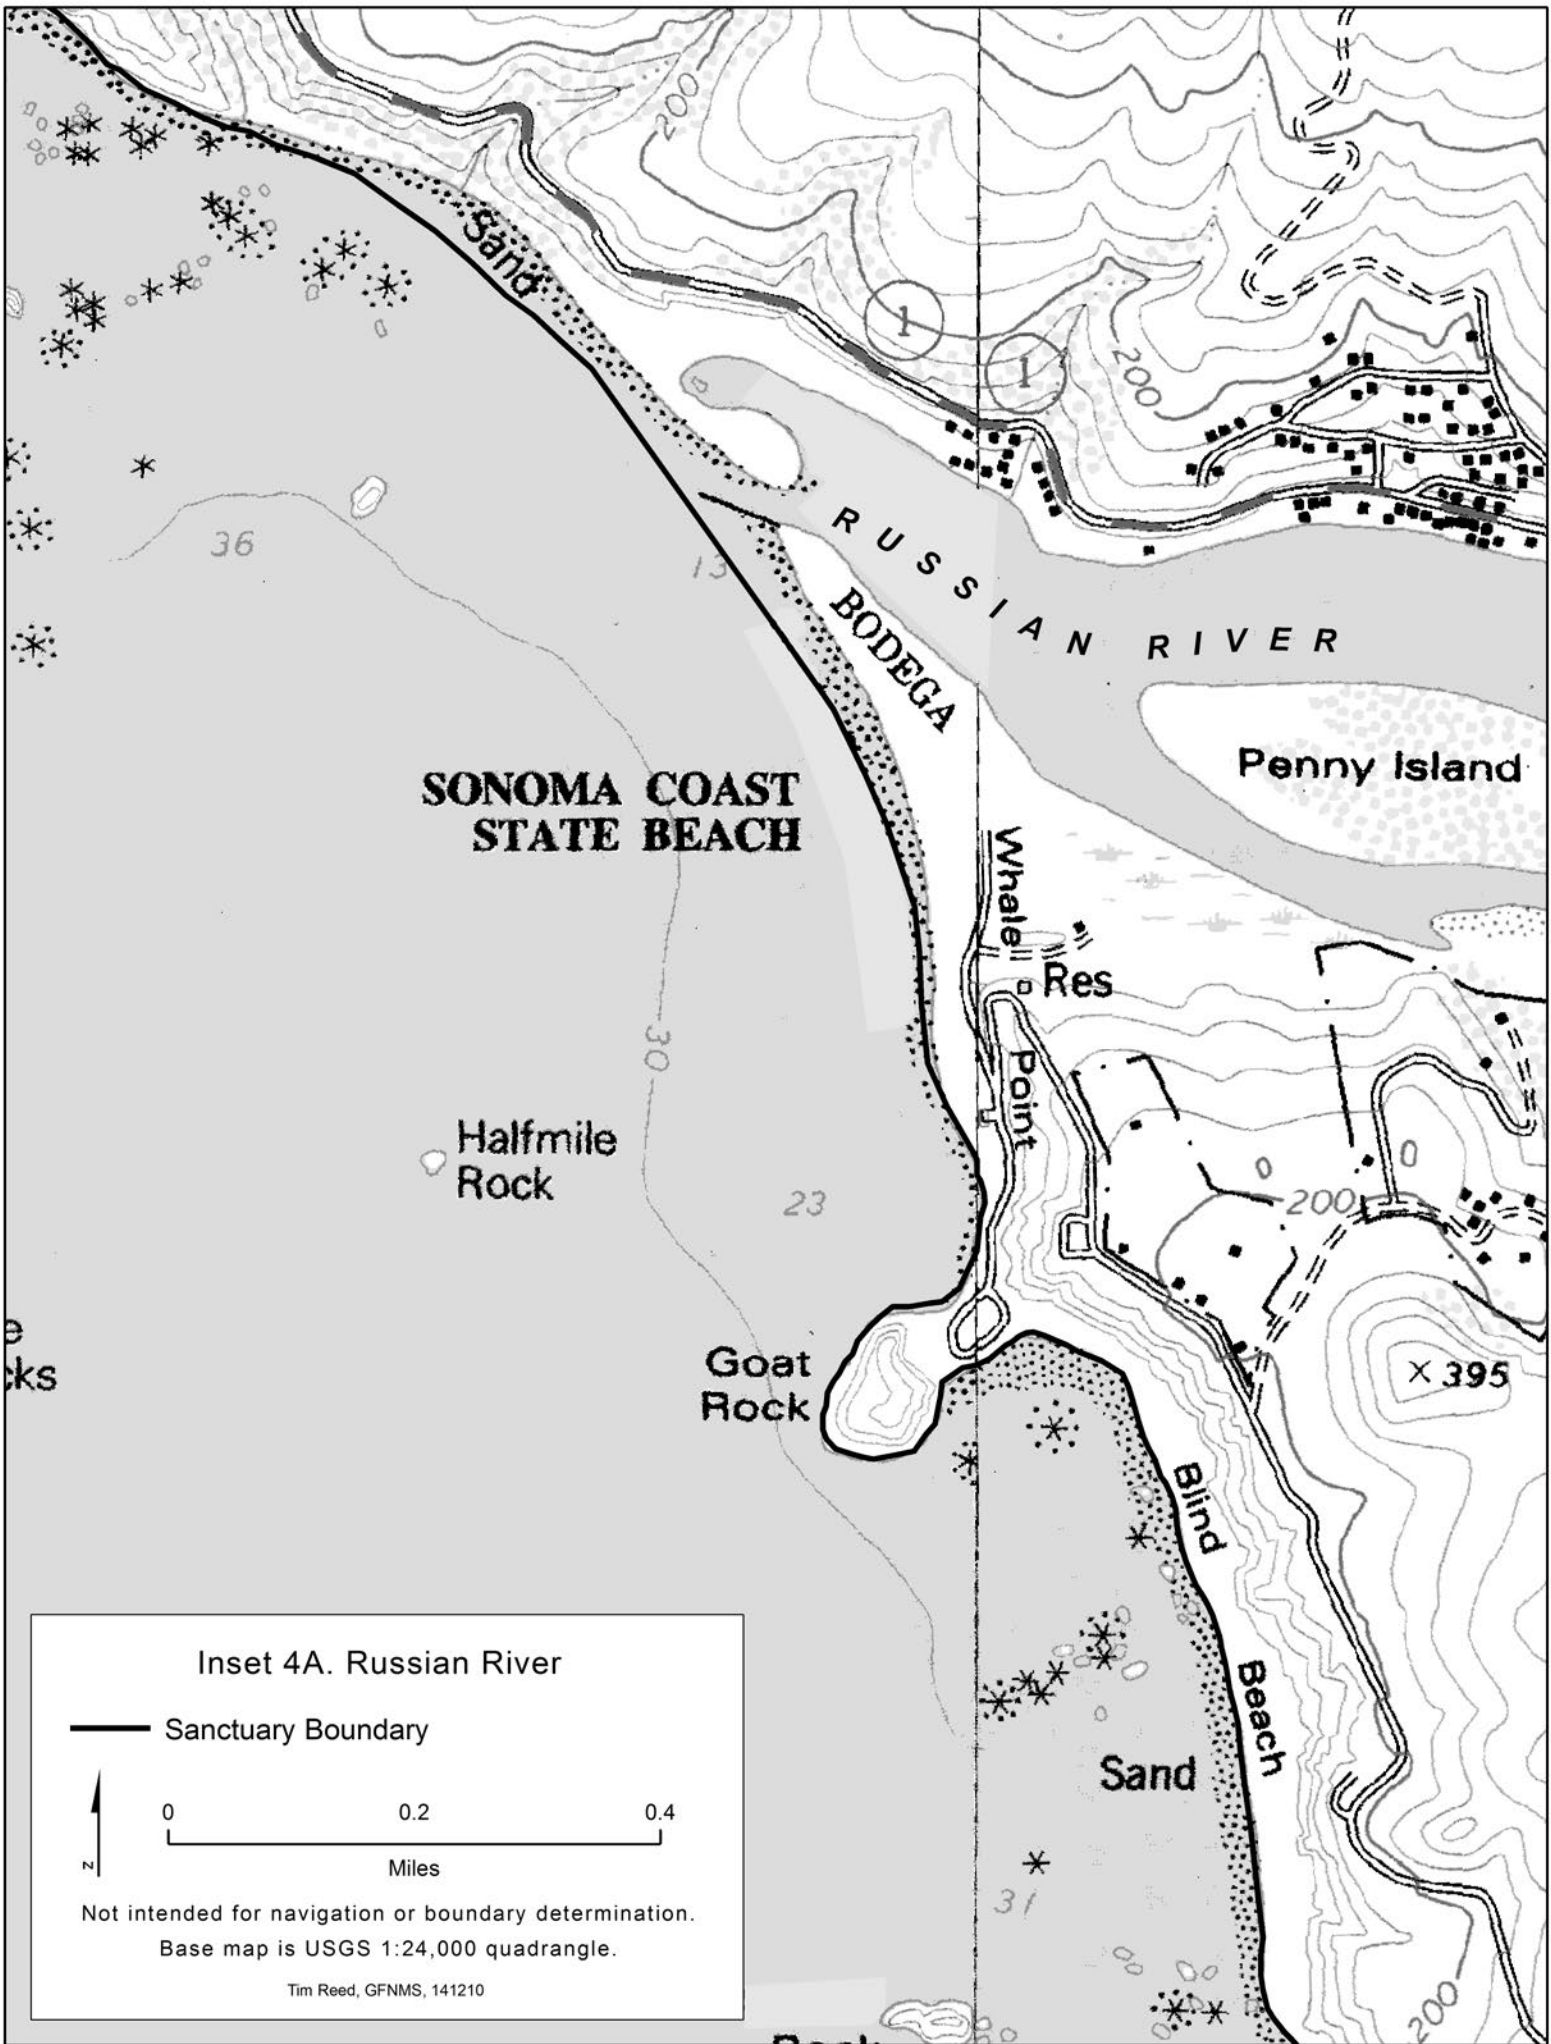 200
Sand
1
1
200
36
13
RUSSIAN RIVER
BODEGA
Penny Island
SONOMA COAST
STATE BEACH
Whale
Res
30
Point
Halfmile
Rock
23
200
Goat
Rock
395
cks
Blind
Beach
Sand
31
200
Inset 4A. Russian River
Sanctuary Boundary
0 0.2 0.4
Miles
N
Not intended for navigation or boundary determination.
Base map is USGS 1:24,000 quadrangle.
Tim Reed, GFNMS, 141210